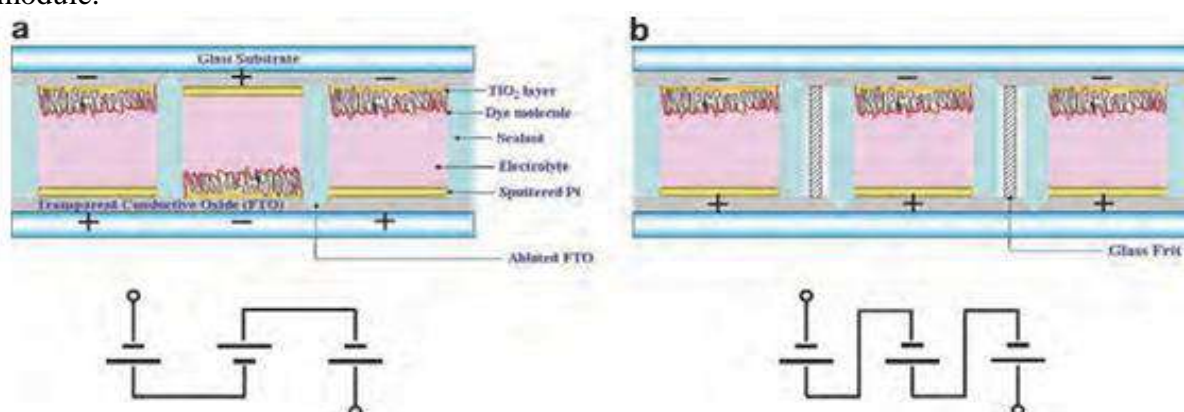 module.
a
b
Glass Substrate
− + −
TiO2 layer
Dye molecule
Sealant
Electrolyte
Sputtered Pt
Transparent Conductive Oxide (FTO)
+ − +
Ablated FTO
− − −
+ + +
Glass Frit